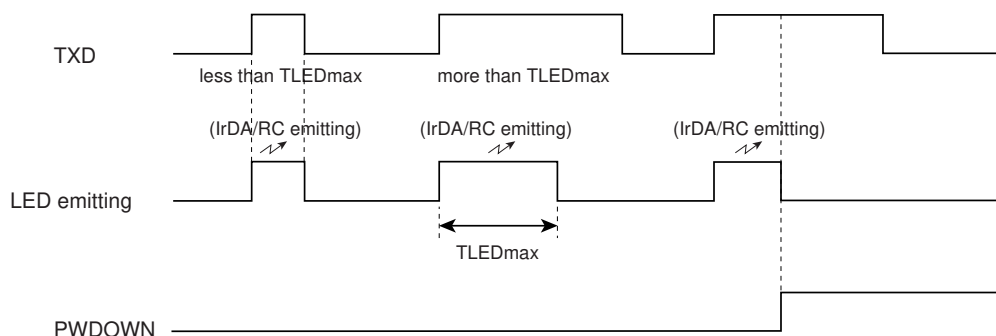 TXD
less than TLEDmax
more than TLEDmax
(IrDA/RC emitting)
(IrDA/RC emitting)
(IrDA/RC emitting)
LED emitting
TLEDmax
PWDOWN